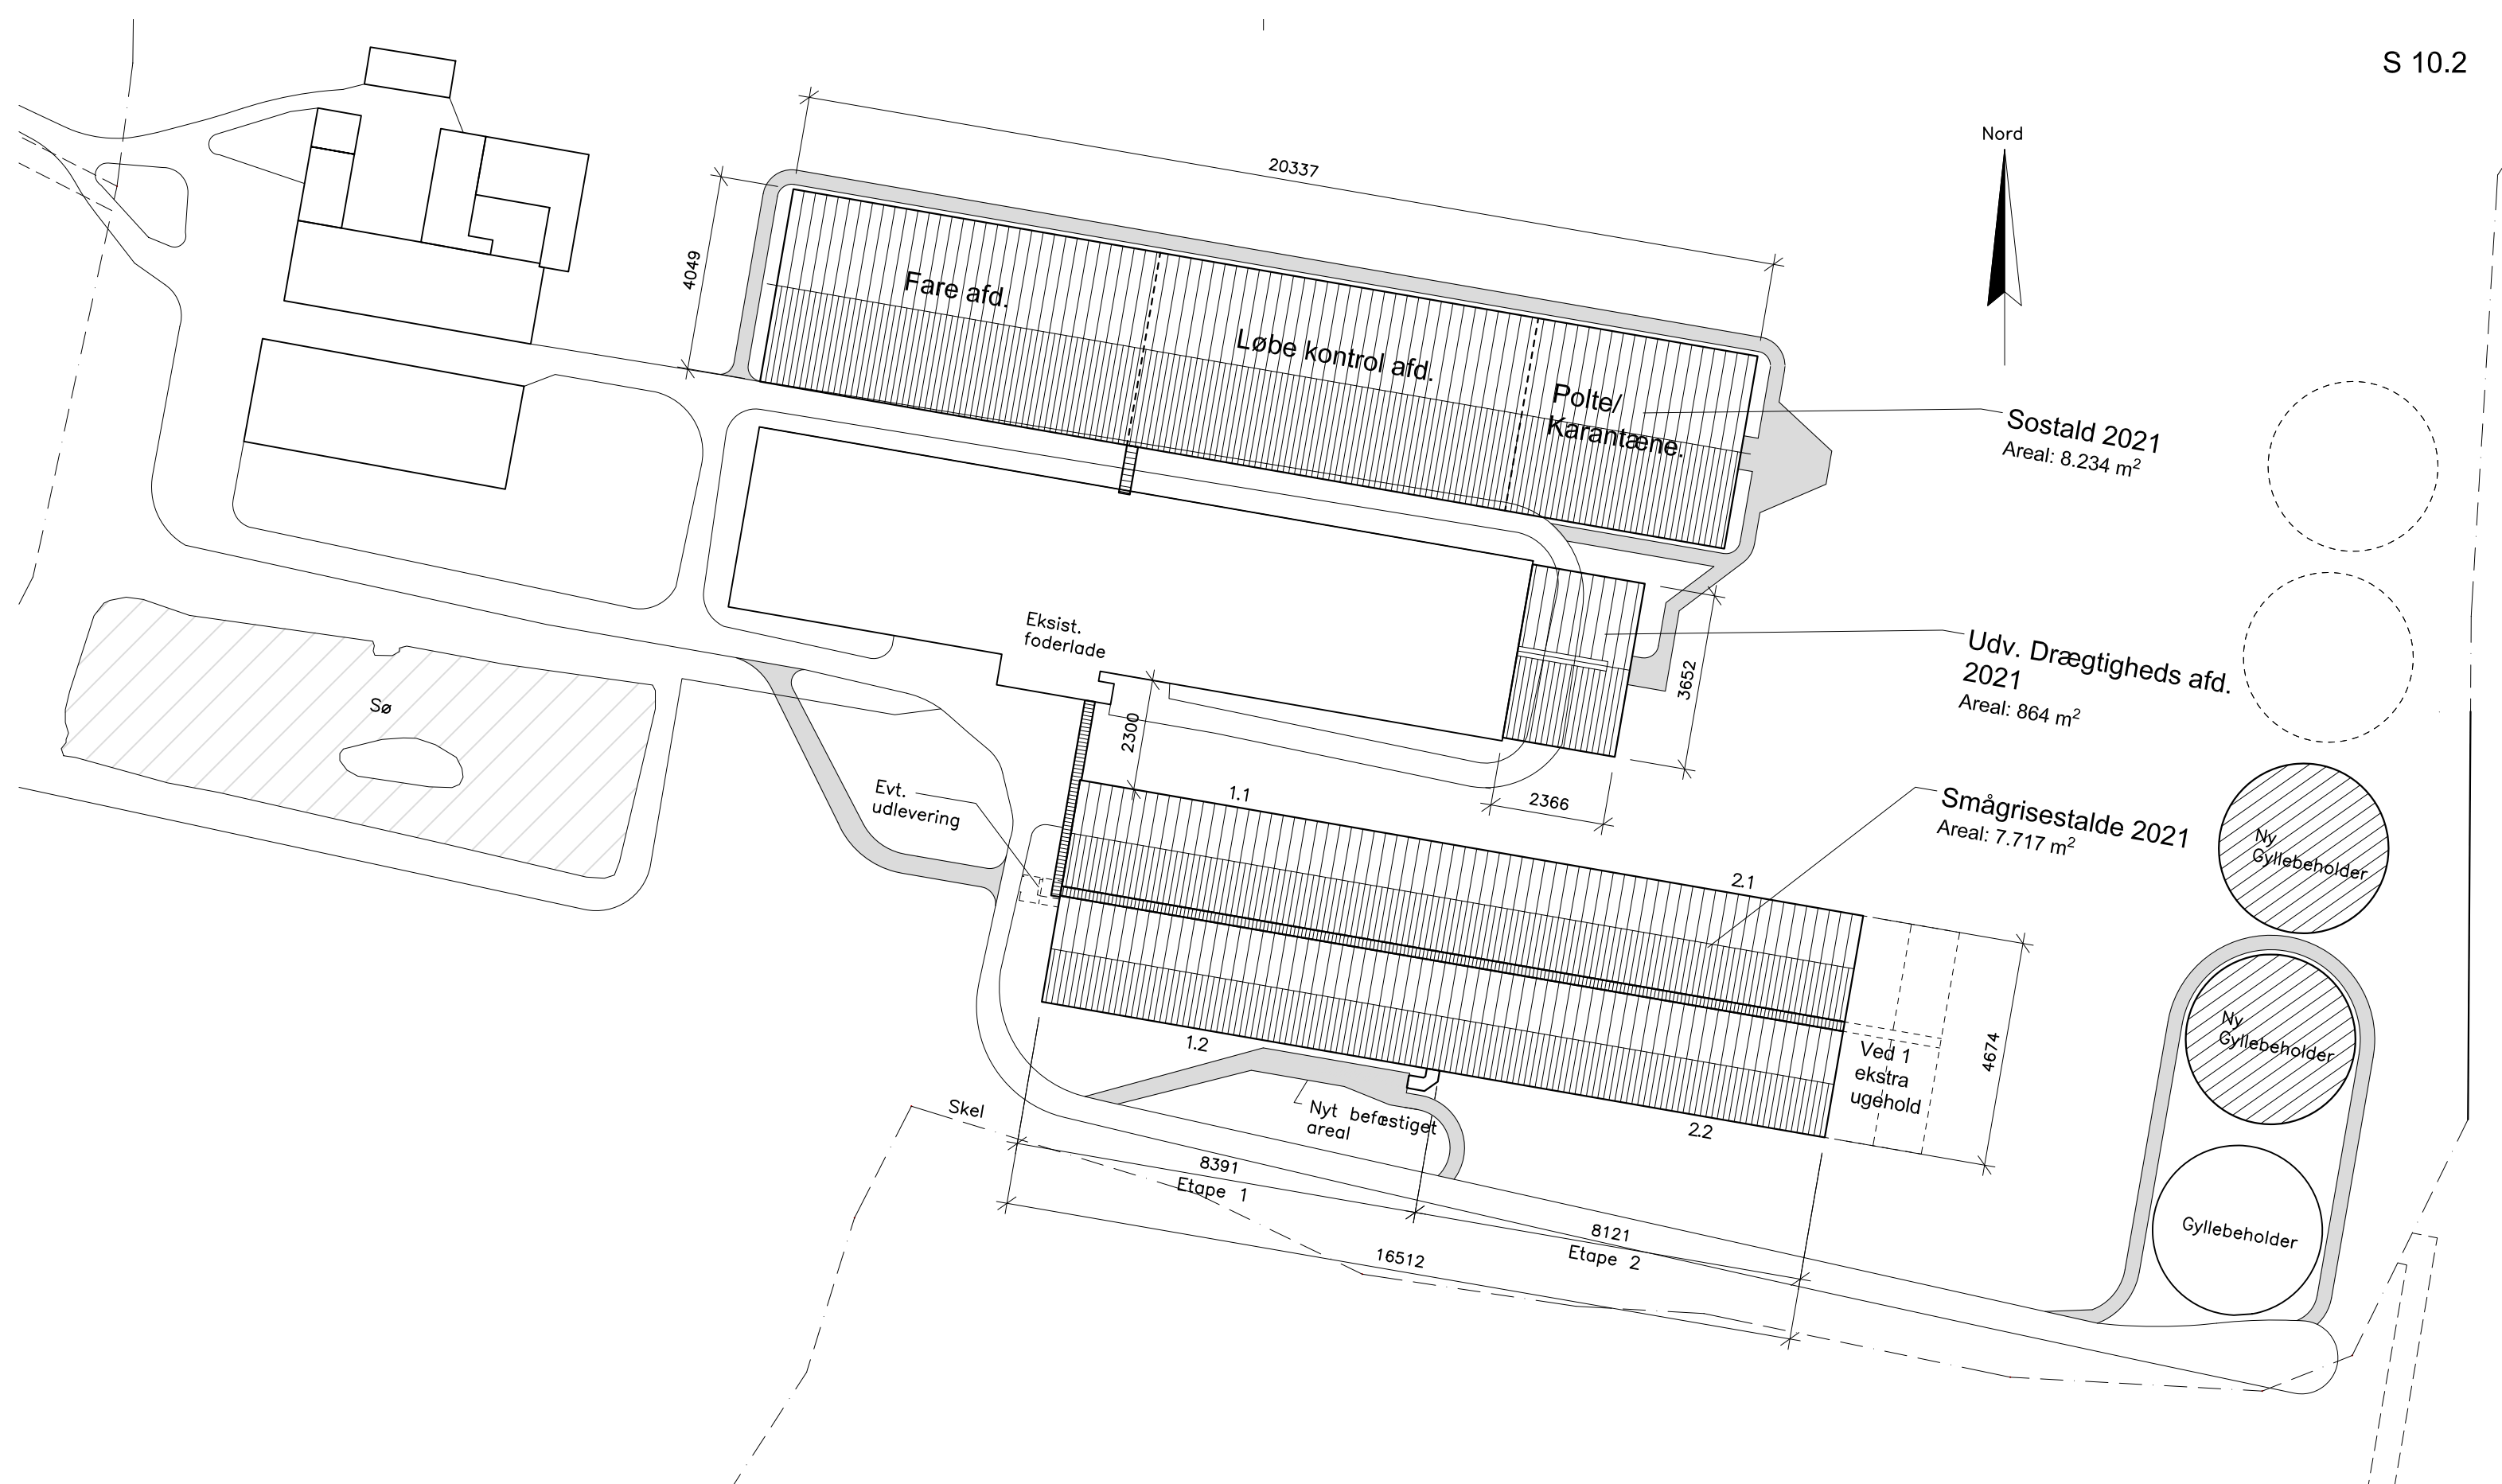 S 10.2
Nord
20337
4049
Fare afd.
Løbe kontrol afd.
Polte/
Karantæne.
Sostald 2021
Areal: 8.234 m²
Eksist.
foderlade
Udv. Drægtigheds afd.
2021
Areal: 864 m²
3652
2300
2366
Sø
Evt.
udlevering
1.1
2.1
Smågrisestalde 2021
Areal: 7.717 m²
Ny
Gyllebeholder
Ny
Gyllebeholder
Gyllebeholder
1.2
2.2
Ved 1
ekstra
ugehold
4674
Skel
Nyt befæstiget
areal
8391
Etape 1
8121
Etape 2
16512